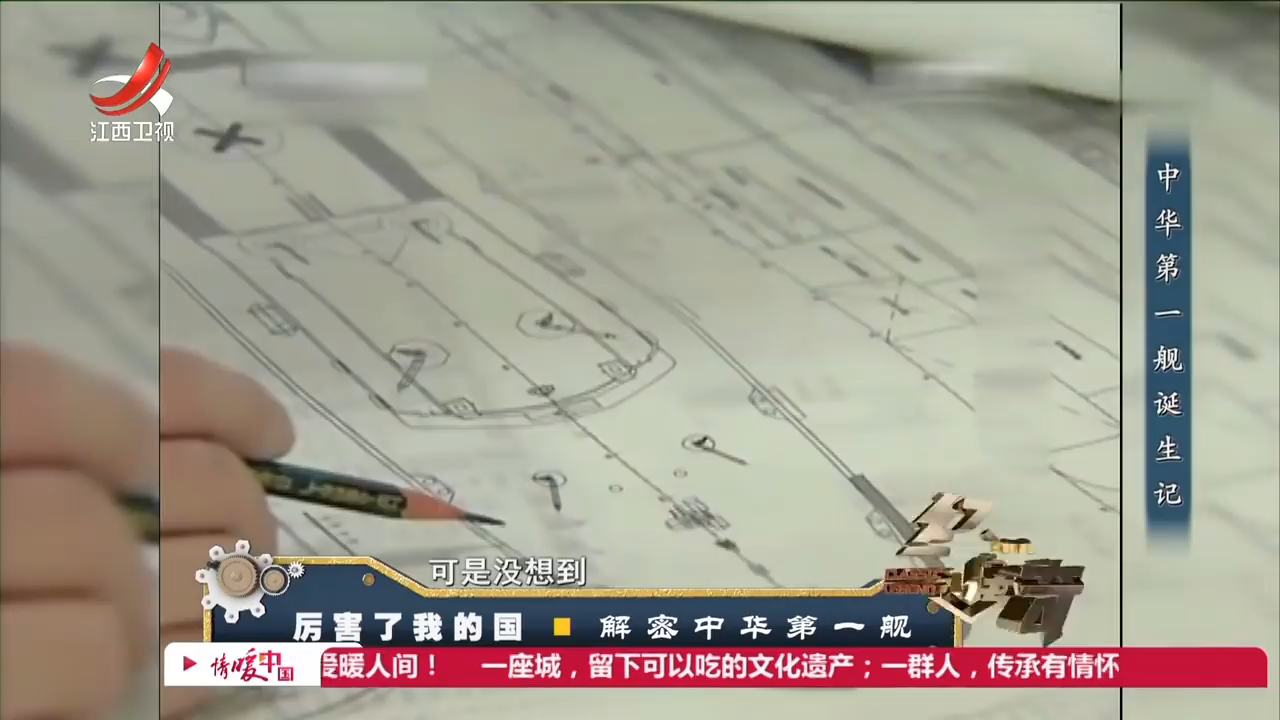 江西卫视
中华第一舰诞生记
可是没想到
厉害了我的国 解密中华第一舰
情暖中国
爱暖人间! 一座城,留下可以吃的文化遗产;一群人,传承有情怀